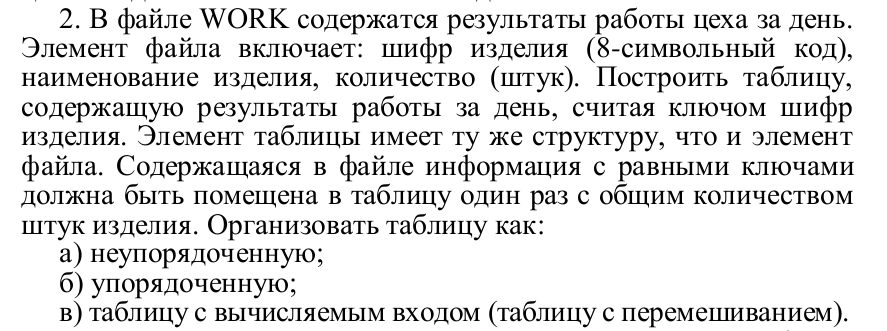 2. В файле WORK содержатся результаты работы цеха за день.
Элемент файла включает: шифр изделия (8-символьный код),
наименование изделия, количество (штук). Построить таблицу,
содержащую результаты работы за день, считая ключом шифр
изделия. Элемент таблицы имеет ту же структуру, что и элемент
файла. Содержащаяся в файле информация с равными ключами
должна быть помещена в таблицу один раз с общим количеством
штук изделия. Организовать таблицу как:
а) неупорядоченную;
б) упорядоченную;
в) таблицу с вычисляемым входом (таблицу с перемешиванием).